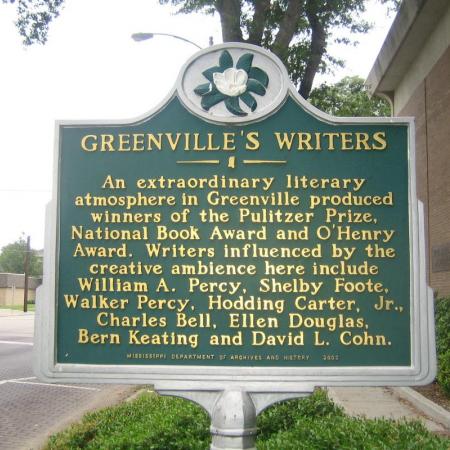 GREENVILLE'S WRITERS
An extraordinary literary
atmosphere in Greenville produced
winners of the Pulitzer Prize,
National Book Award and O'Henry
Award. Writers influenced by the
creative ambience here include
William A. Percy, Shelby Foote,
Walker Percy, Hodding Carter, Jr.,
Charles Bell, Ellen Douglas,
Bern Keating and David L. Cohn.
MISSISSIPPI DEPARTMENT OF ARCHIVES AND HISTORY 2002